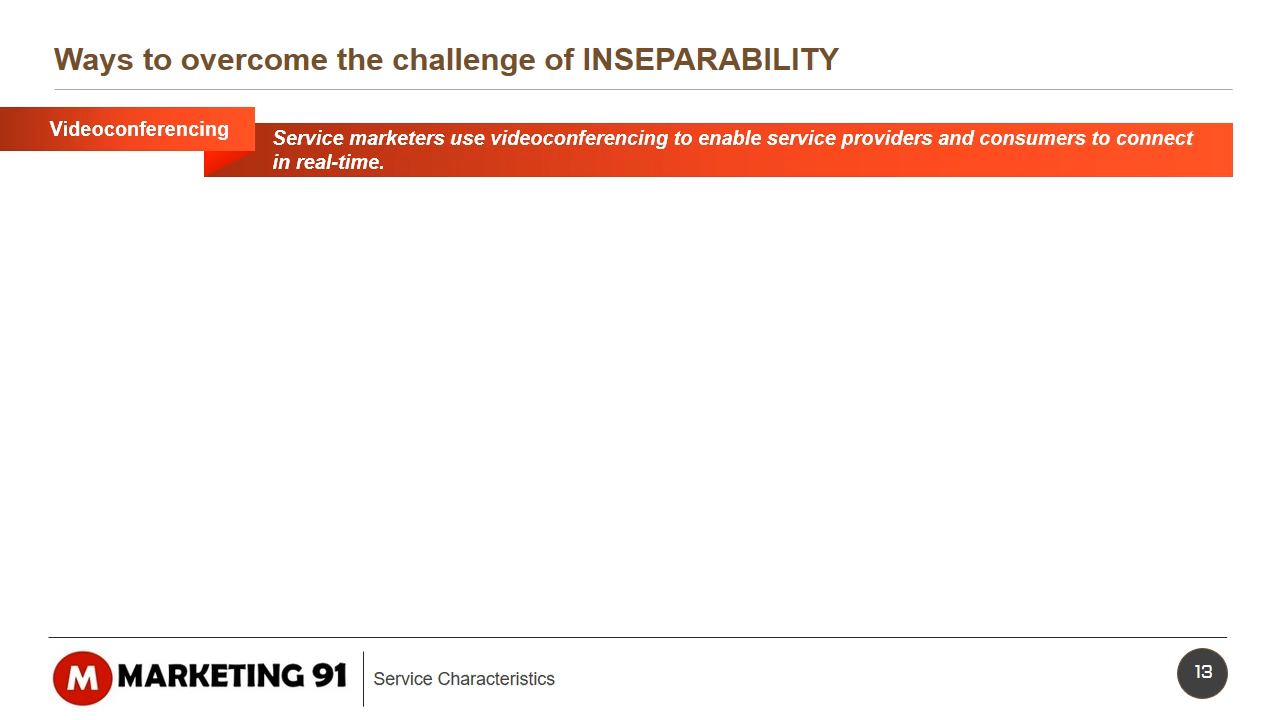 Ways to overcome the challenge of INSEPARABILITY
Videoconferencing
Service marketers use videoconferencing to enable service providers and consumers to connect
in real-time.
M MARKETING 91
Service Characteristics
13